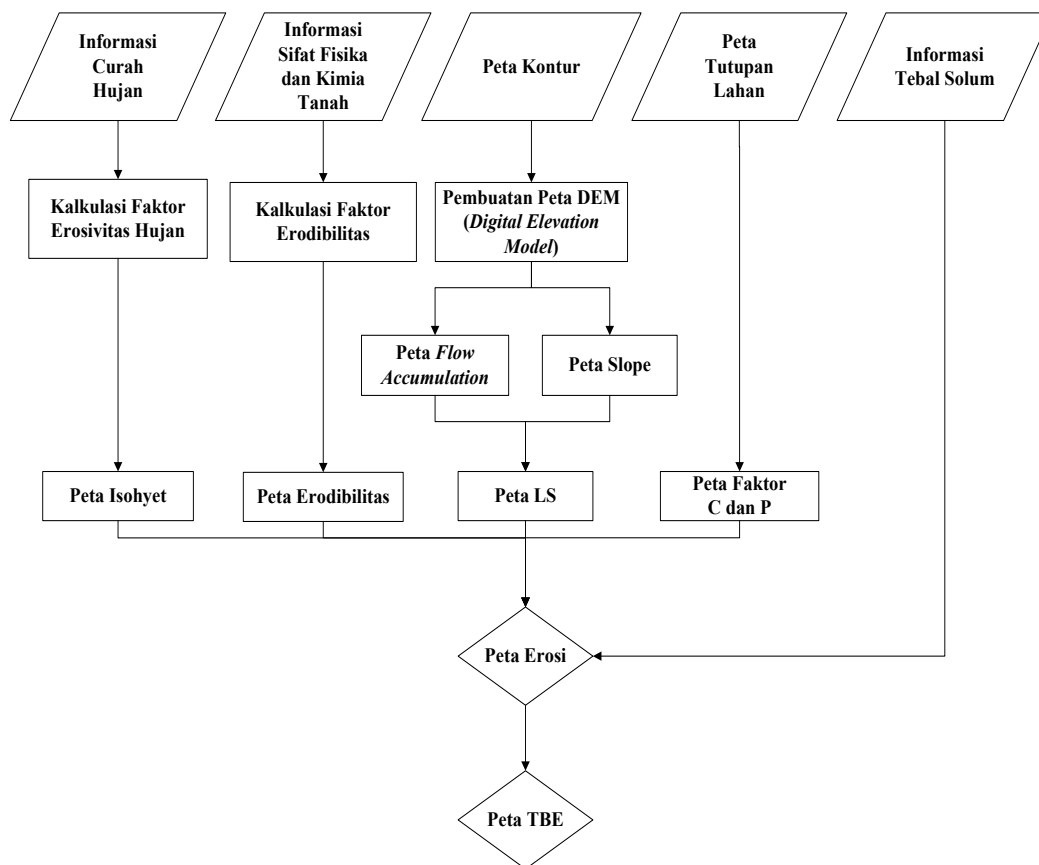 Informasi
Curah
Hujan
Informasi
Sifat Fisika
dan Kimia
Tanah
Peta Kontur
Peta
Tutupan
Lahan
Informasi
Tebal Solum
Kalkulasi Faktor
Erosivitas Hujan
Kalkulasi Faktor
Erodibilitas
Pembuatan Peta DEM
(Digital Elevation
Model)
Peta Flow
Accumulation
Peta Slope
Peta Isohyet
Peta Erodibilitas
Peta LS
Peta Faktor
C dan P
Peta Erosi
Peta TBE